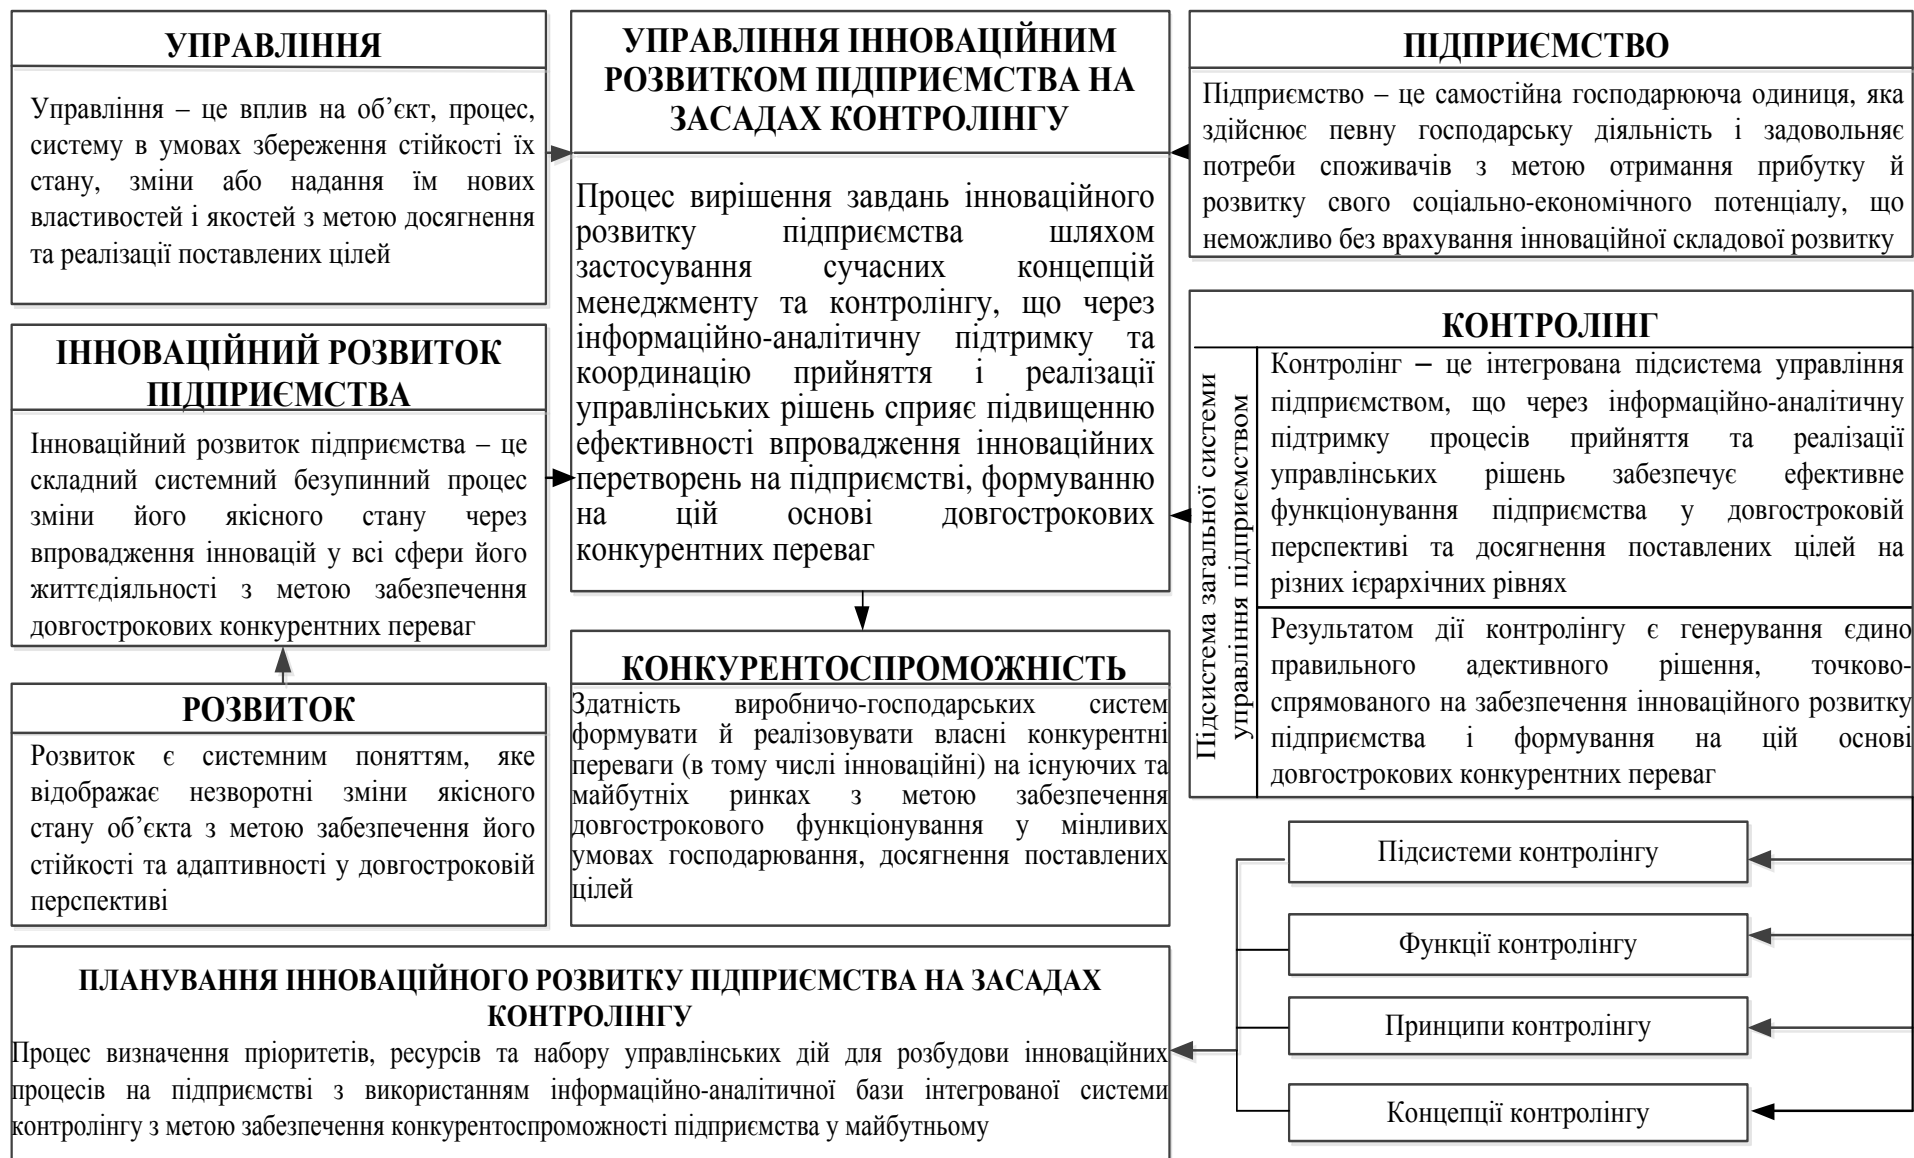 УПРАВЛІННЯ
Управління – це вплив на об’єкт, процес,
систему в умовах збереження стійкості їх
стану, зміни або надання їм нових
властивостей і якостей з метою досягнення
та реалізації поставлених цілей
ІННОВАЦІЙНИЙ РОЗВИТОК
ПІДПРИЄМСТВА
Інноваційний розвиток підприємства – це
складний системний безупинний процес
зміни його якісного стану через
впровадження інновацій у всі сфери його
життєдіяльності з метою забезпечення
довгострокових конкурентних переваг
РОЗВИТОК
Розвиток є системним поняттям, яке
відображає незворотні зміни якісного
стану об’єкта з метою забезпечення його
стійкості та адаптивності у довгостроковій
перспективі
УПРАВЛІННЯ ІННОВАЦІЙНИМ
РОЗВИТКОМ ПІДПРИЄМСТВА НА
ЗАСАДАХ КОНТРОЛІНГУ
Процес вирішення завдань інноваційного
розвитку підприємства шляхом
застосування сучасних концепцій
менеджменту та контролінгу, що через
інформаційно-аналітичну підтримку та
координацію прийняття і реалізації
управлінських рішень сприяє підвищенню
ефективності впровадження інноваційних
перетворень на підприємстві, формуванню
на цій основі довгострокових
конкурентних переваг
КОНКУРЕНТОСПРОМОЖНІСТЬ
Здатність виробничо-господарських систем
формувати й реалізовувати власні конкурентні
переваги (в тому числі інноваційні) на існуючих та
майбутніх ринках з метою забезпечення
довгострокового функціонування у мінливих
умовах господарювання, досягнення поставлених
цілей
ПІДПРИЄМСТВО
Підприємство – це самостійна господарююча одиниця, яка
здійснює певну господарську діяльність і задовольняє
потреби споживачів з метою отримання прибутку й
розвитку свого соціально-економічного потенціалу, що
неможливо без врахування інноваційної складової розвитку
КОНТРОЛІНГ
Підсистема загальної системи
управління підприємством
Контролінг – це інтегрована підсистема управління
підприємством, що через інформаційно-аналітичну
підтримку процесів прийняття та реалізації
управлінських рішень забезпечує ефективне
функціонування підприємства у довгостроковій
перспективі та досягнення поставлених цілей на
різних ієрархічних рівнях
Результатом дії контролінгу є генерування єдино
правильного адективного рішення, точково-
спрямованого на забезпечення інноваційного розвитку
підприємства і формування на цій основі
довгострокових конкурентних переваг
Підсистеми контролінгу
Функції контролінгу
Принципи контролінгу
Концепції контролінгу
ПЛАНУВАННЯ ІННОВАЦІЙНОГО РОЗВИТКУ ПІДПРИЄМСТВА НА ЗАСАДАХ
КОНТРОЛІНГУ
Процес визначення пріоритетів, ресурсів та набору управлінських дій для розбудови інноваційних
процесів на підприємстві з використанням інформаційно-аналітичної бази інтегрованої системи
контролінгу з метою забезпечення конкурентоспроможності підприємства у майбутньому